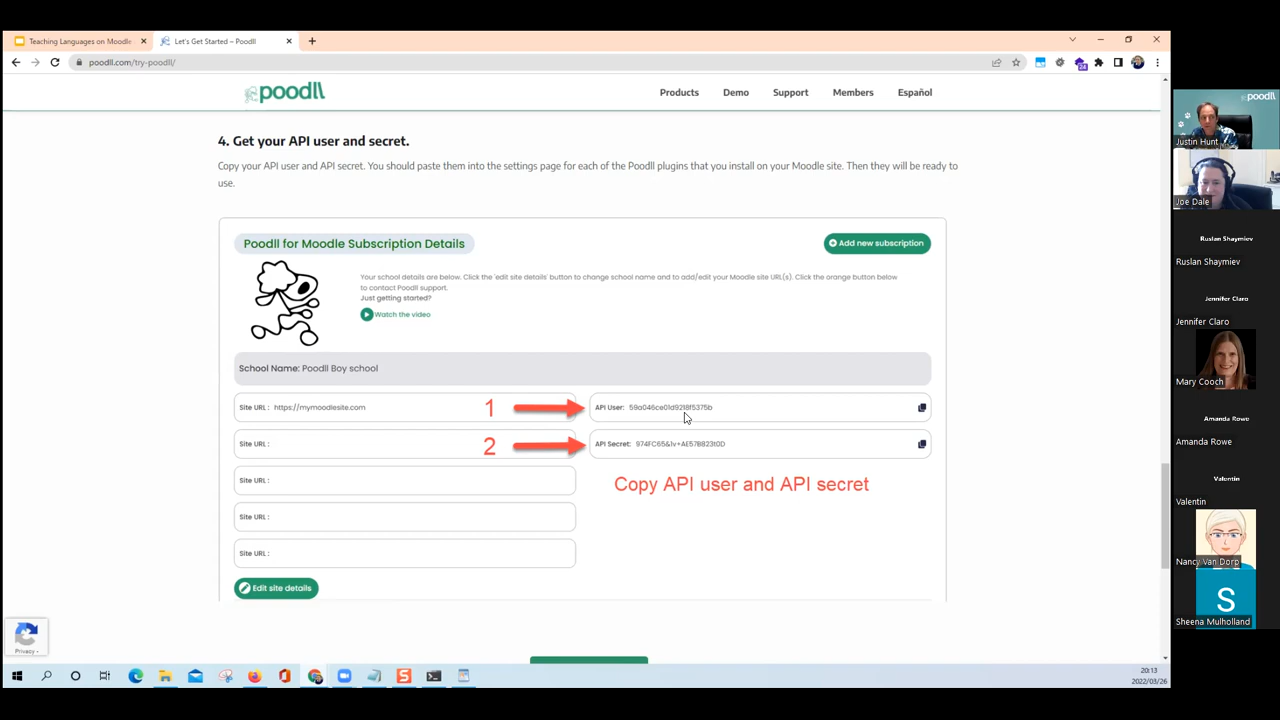 Teaching Languages on Moodle
Let's Get Started – Poodll
poodll.com/try-poodll/
24
poodll
Products
Demo
Support
Members
Español
4. Get your API user and secret.
Copy your API user and API secret. You should paste them into the settings page for each of the Poodll plugins that you install on your Moodle site. Then they will be ready to
use.
Poodll for Moodle Subscription Details
Add new subscription
Your school details are below. Click the 'edit site details' button to change school name and to add/edit your Moodle site URL(s). Click the orange button below
to contact Poodll support.
Just getting started?
Watch the video
School Name: Poodll Boy school
Site URL : https://mymoodlesite.com
1
API User: 59a046ce01d9218f5375b
Site URL :
2
API Secret: 974FC65&!v+AE57B823t0D
Site URL :
Copy API user and API secret
Site URL :
Site URL :
Edit site details
Privacy -
20:13
2022/03/26
poodll
Justin Hunt
Joe Dale
Ruslan Shaymiev
Ruslan Shaymiev
Jennifer Claro
Jennifer Claro
Mary Cooch
Amanda Rowe
Amanda Rowe
Valentin
Valentin
Nancy Van Dorp
S
Sheena Mulholland